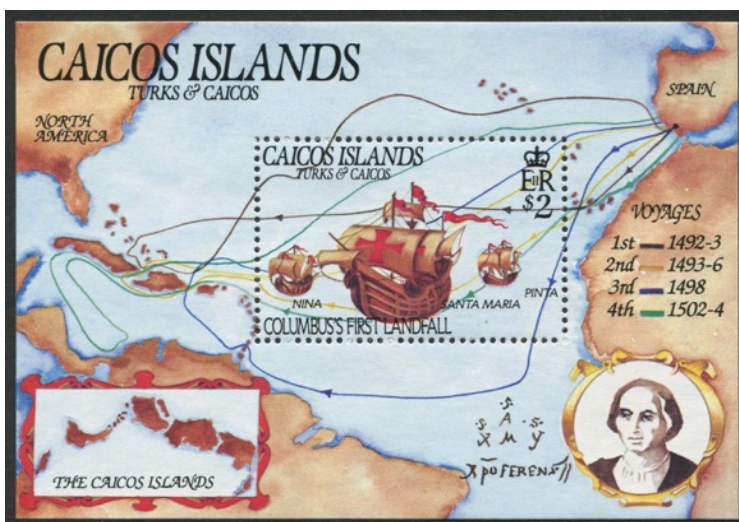 CAICOS ISLANDS
TURKS & CAICOS
NORTH
AMERICA
SPAIN
CAICOS ISLANDS
TURKS & CAICOS
EIIR
$2
VOYAGES
1st 1492-3
2nd 1493-6
3rd 1498
4th 1502-4
NINA
SANTA MARIA
PINTA
COLUMBUS'S FIRST LANDFALL
.S.
S. A .S.
X M Y
XpoFERENS//
THE CAICOS ISLANDS